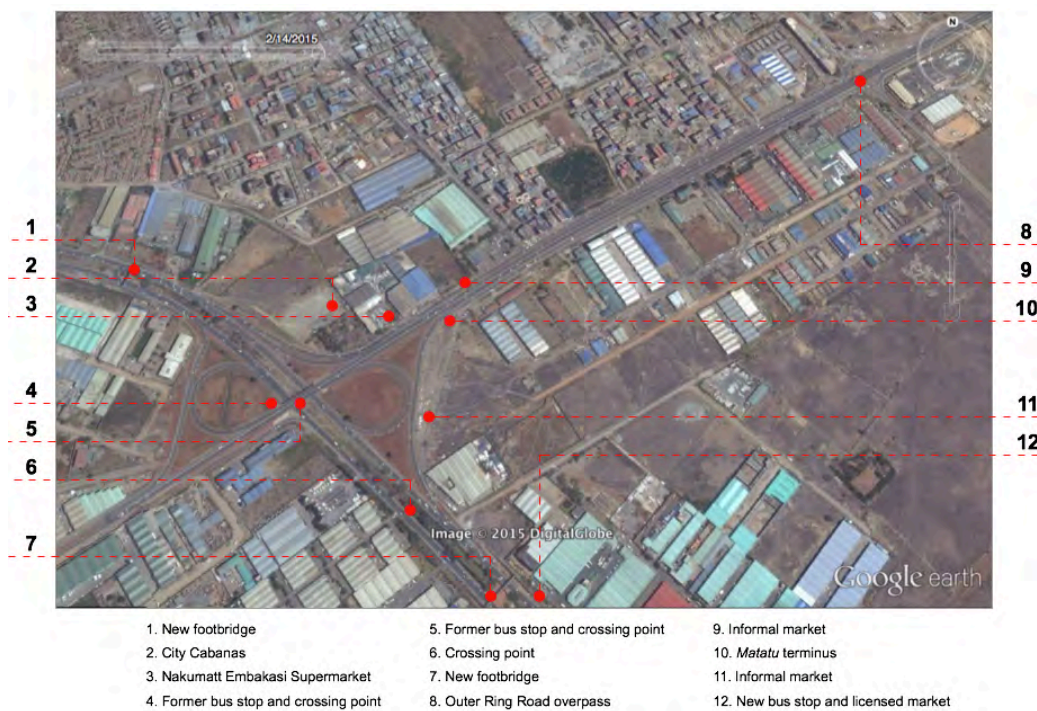 N
2/14/2015
1
2
3
4
5
6
7
8
9
10
11
12
Image © 2015 DigitalGlobe
Google earth
1. New footbridge
2. City Cabanas
3. Nakumatt Embakasi Supermarket
4. Former bus stop and crossing point
5. Former bus stop and crossing point
6. Crossing point
7. New footbridge
8. Outer Ring Road overpass
9. Informal market
10. Matatu terminus
11. Informal market
12. New bus stop and licensed market